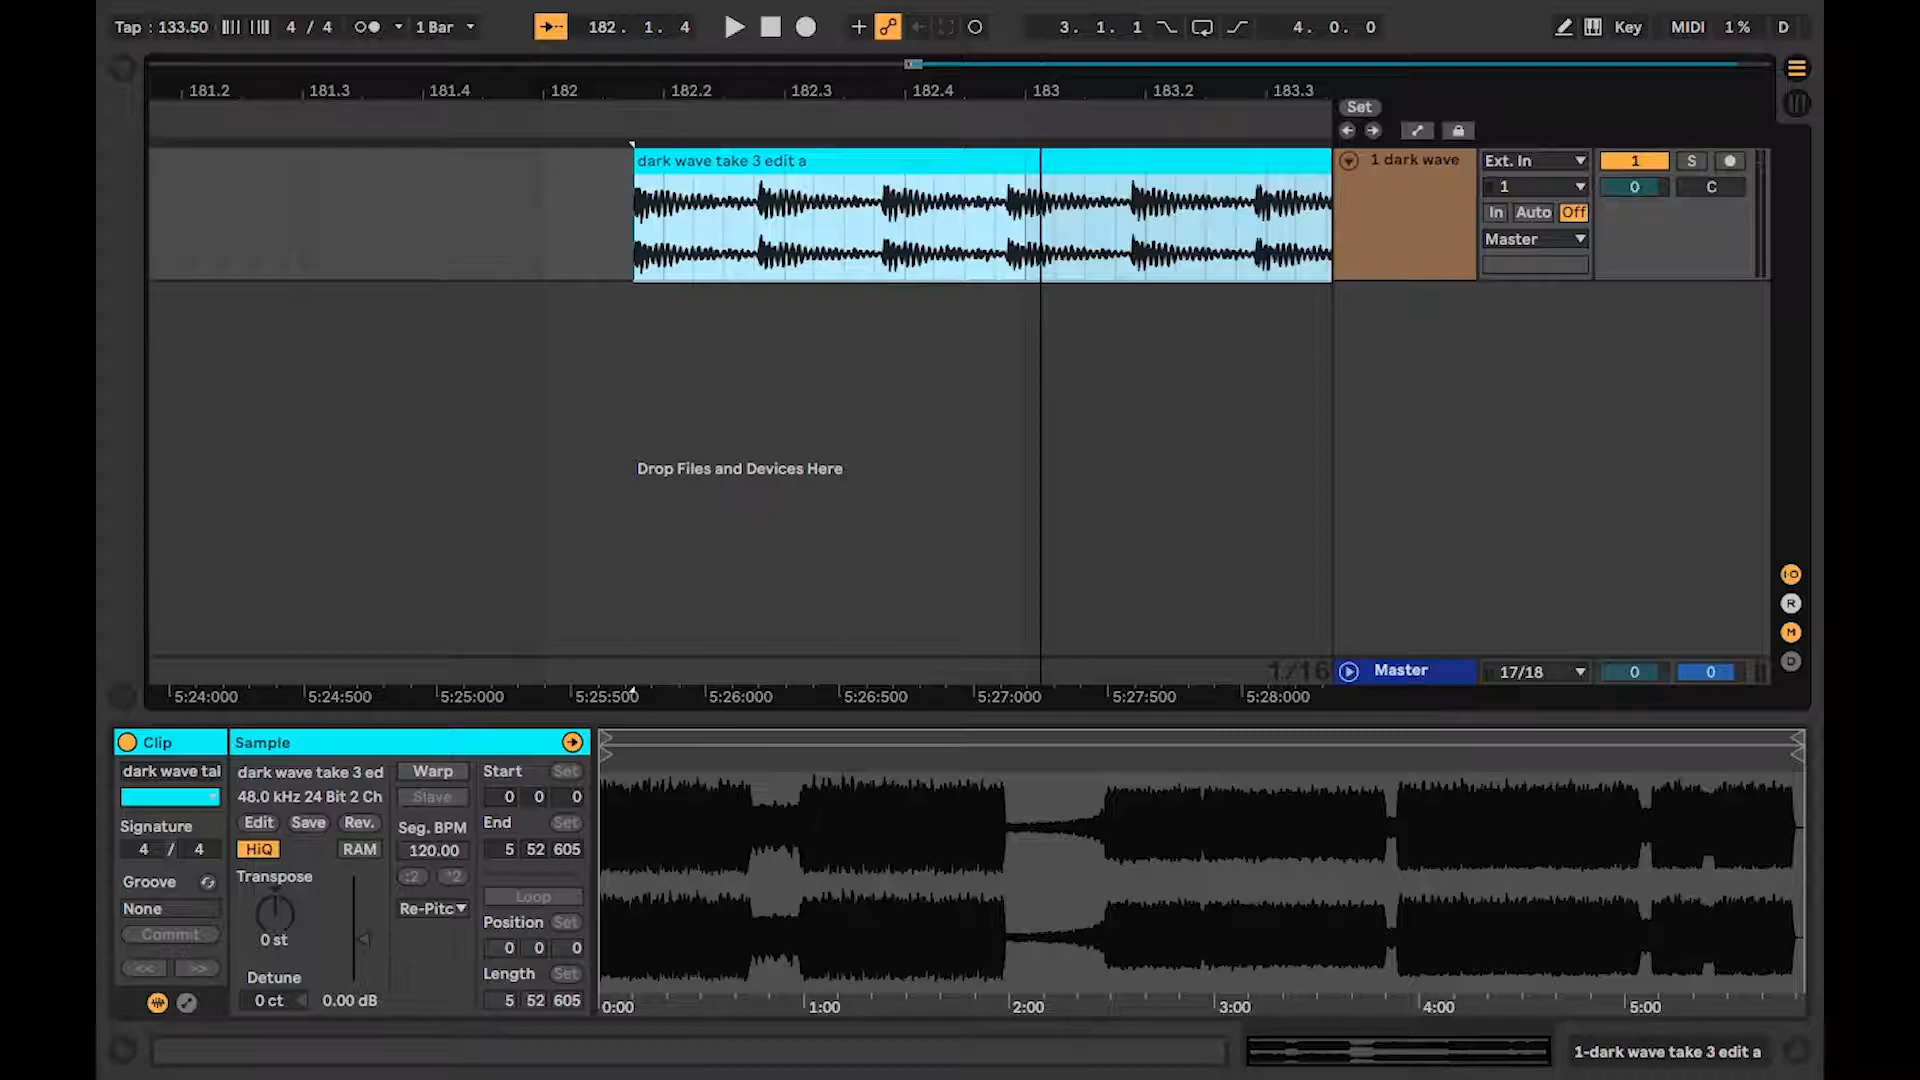 Tap : 133.50 4 / 4 1 Bar 182. 1. 4 3. 1. 1 4. 0. 0 Key MIDI 1 % D
181.2 181.3 181.4 182 182.2 182.3 182.4 183 183.2 183.3
Set
dark wave take 3 edit a
1 dark wave Ext. In 1 S
1 0 C
In Auto Off
Master
Drop Files and Devices Here
I·O
R
M
D
1/16
Master 17/18 0 0
5:24:000 5:24:500 5:25:000 5:25:500 5:26:000 5:26:500 5:27:000 5:27:500 5:28:000
Clip Sample
dark wave tal dark wave take 3 ed Warp Start Set
48.0 kHz 24 Bit 2 Ch Slave 0 0 0
Signature Edit Save Rev. Seg. BPM End Set
4 / 4 HiQ RAM 120.00 5 52 605
Groove Transpose :2 *2
None Re-Pitc Loop
Commit 0 st Position Set
<< >> 0 0 0
Detune Length Set
0 ct 0.00 dB 5 52 605
0:00 1:00 2:00 3:00 4:00 5:00
1-dark wave take 3 edit a